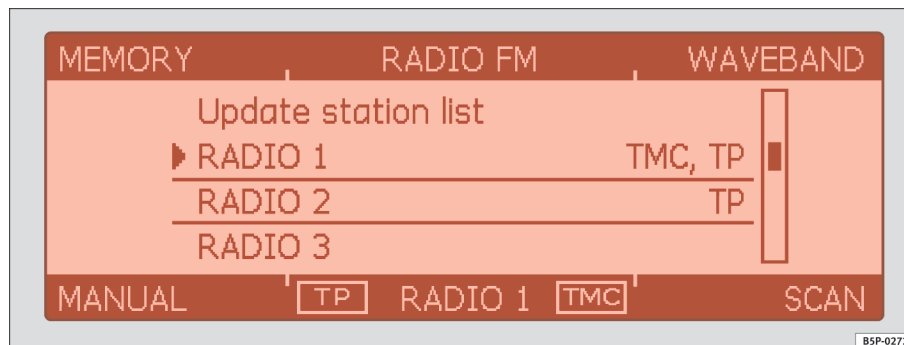 MEMORY RADIO FM WAVEBAND
Update station list
RADIO 1 TMC, TP
RADIO 2 TP
RADIO 3
MANUAL TP RADIO 1 TMC SCAN